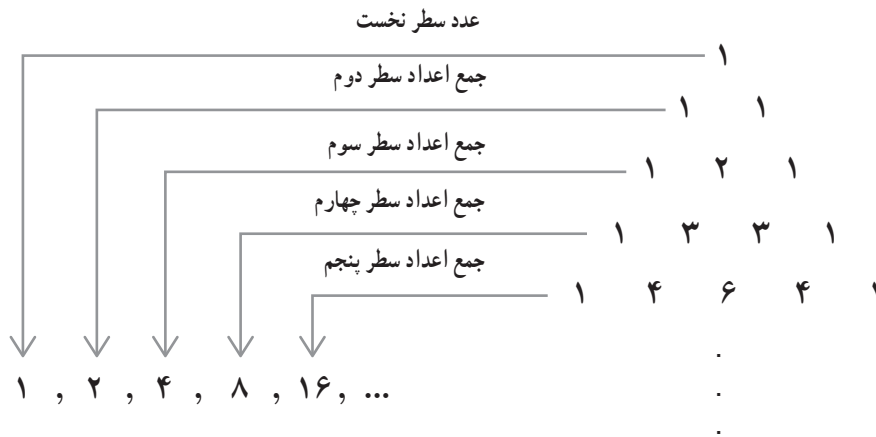 عدد سطر نخست
۱
جمع اعداد سطر دوم
۱ ۱
جمع اعداد سطر سوم
۱ ۲ ۱
جمع اعداد سطر چهارم
۱ ۳ ۳ ۱
جمع اعداد سطر پنجم
۱ ۴ ۶ ۴ ۱
.
.
.
۱ , ۲ , ۴ , ۸ , ۱۶, ...